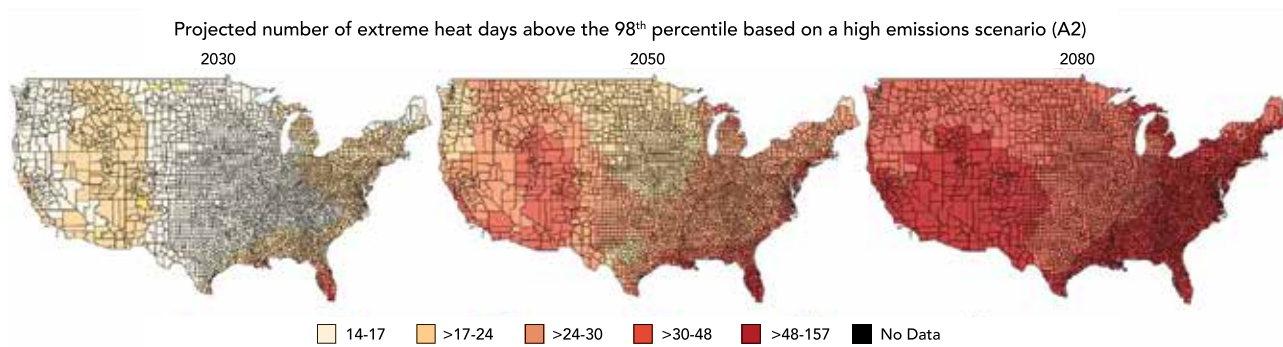 Projected number of extreme heat days above the 98th percentile based on a high emissions scenario (A2)
2030 2050 2080
14-17 >17-24 >24-30 >30-48 >48-157 No Data